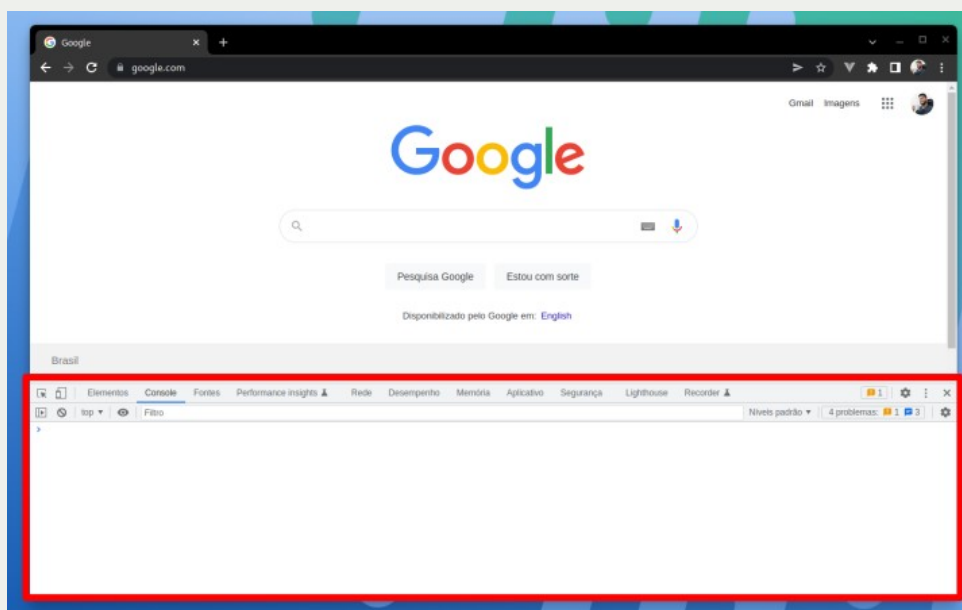 Google
google.com
Gmail Imagens
Google
Pesquisa Google Estou com sorte
Disponibilizado pelo Google em: English
Brasil
Elementos Console Fontes Performance insights Rede Desempenho Memória Aplicativo Segurança Lighthouse Recorder 1
top Filtro Níveis padrão 4 problemas: 1 3